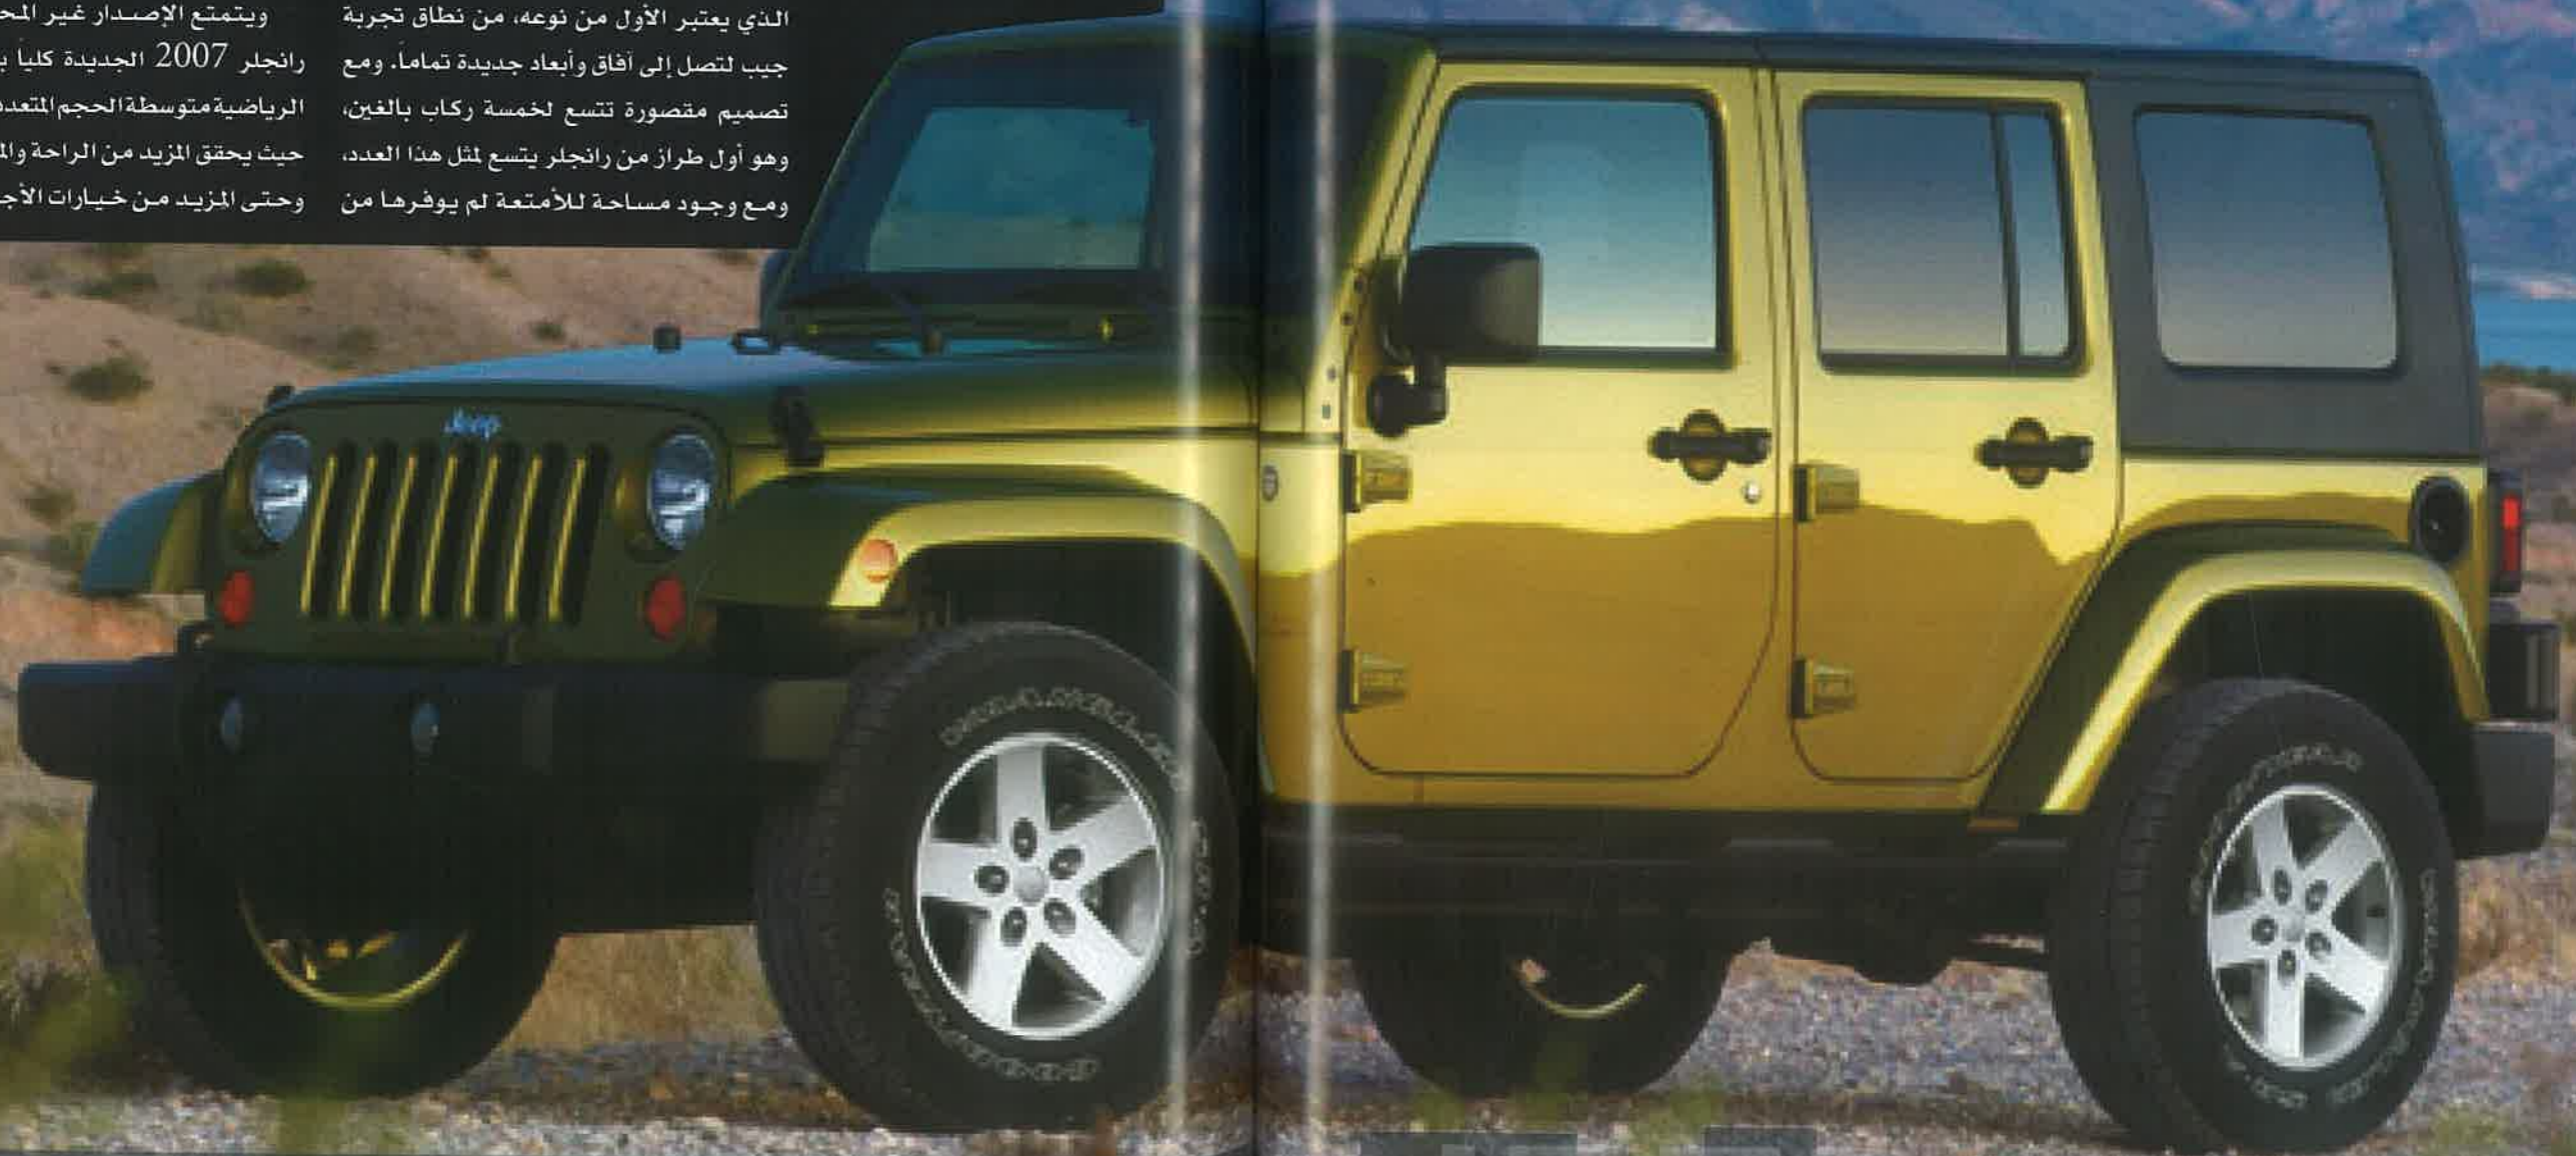 الذي يعتبر الأول من نوعه، من نطاق تجربة
جيب لتصل إلى آفاق وأبعاد جديدة تماماً. ومع
تصميم مقصورة تتسع لخمسة ركاب بالغين،
وهو أول طراز من رانجلر يتسع لمثل هذا العدد،
ومع وجود مساحة للأمتعة لم يوفرها من
ويتمتع الإصدار غير
رانجلر 2007 الجديدة كلياً
الرياضية متوسطة الحجم
حيث يحقق المزيد من الراحة
وحتى المزيد من خيارات
Jeep
WRANGLER